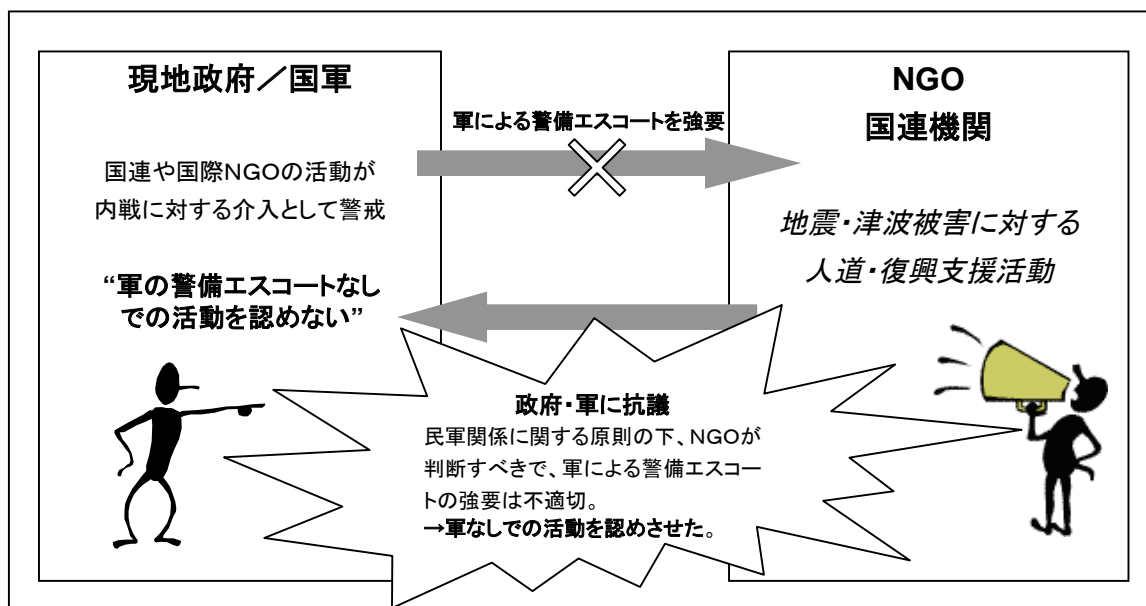 現地政府／国軍
国連や国際NGOの活動が
内戦に対する介入として警戒
“軍の警備エスコートなし
での活動を認めない”
軍による警備エスコートを強要
NGO
国連機関
地震・津波被害に対する
人道・復興支援活動
政府・軍に抗議
民軍関係に関する原則の下、NGOが
判断すべきで、軍による警備エスコー
トの強要は不適切。
→軍なしでの活動を認めさせた。